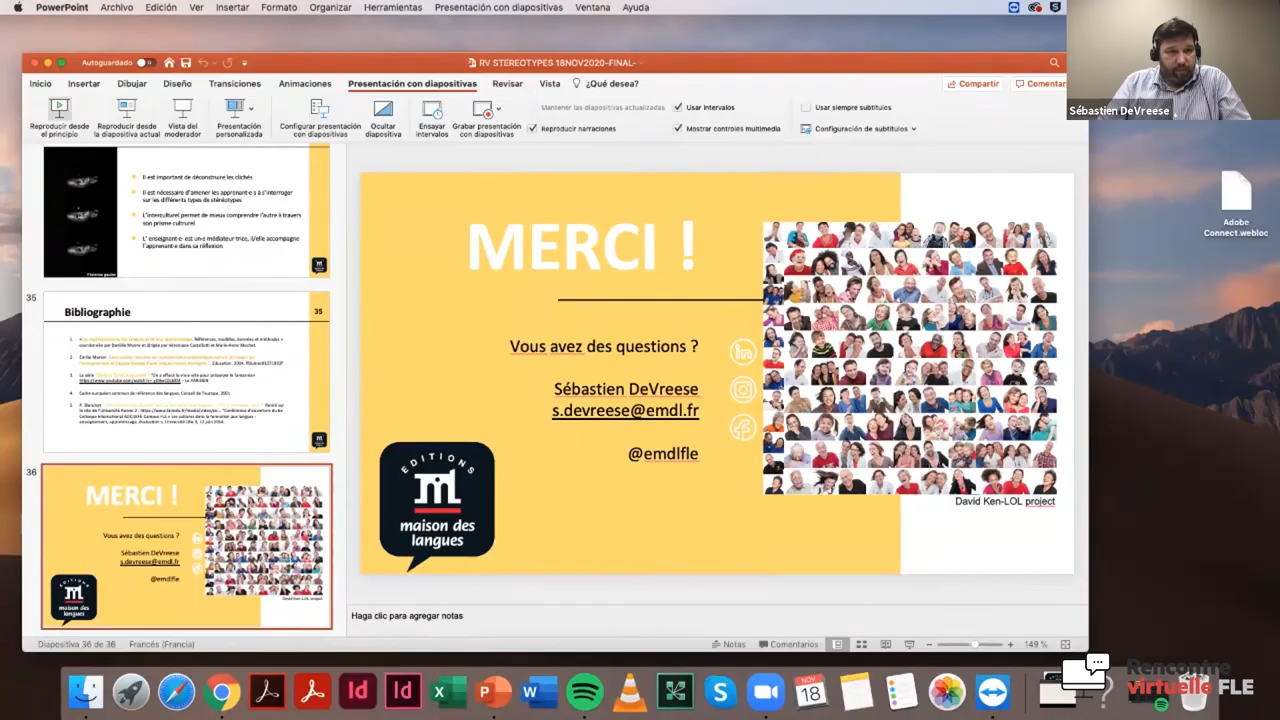 PowerPoint Archivo Edición Ver Insertar Formato Organizar Herramientas Presentación con diapositivas Ventana Ayuda
Autoguardado
RV STEREOTYPES 18NOV2020-FINAL-
Inicio Insertar Dibujar Diseño Transiciones Animaciones Presentación con diapositivas Revisar Vista ¿Qué desea? Compartir Comentar
Reproducir desde el principio
Reproducir desde la diapositiva actual
Vista del moderador
Presentación personalizada
Configurar presentación con diapositivas
Ocultar diapositiva
Ensayar intervalos
Grabar presentación con diapositivas
Mantener las diapositivas actualizadas
Reproducir narraciones
Usar intervalos
Mostrar controles multimedia
Usar siempre subtítulos
Configuración de subtítulos
Sébastien DeVreese
Adobe
Connect.webloc
Il est important de déconstruire les clichés
Il est nécessaire d'amener les apprenant·e·s à s'interroger
sur les différents types de stéréotypes
L'interculturel permet de mieux comprendre l'autre à travers
son prisme culturel
L' enseignant·e· est un·e médiateur·trice, il/elle accompagne
l'apprenant·e dans sa réflexion
35
Bibliographie
35
36
MERCI !
Vous avez des questions ?
Sébastien DeVreese
s.devreese@emdl.fr
@emdlfle
maison des
langues
MERCI !
Vous avez des questions ?
Sébastien DeVreese
s.devreese@emdl.fr
@emdlfle
EDITIONS
maison des
langues
David Ken-LOL project
Haga clic para agregar notas
Diapositiva 36 de 36 Francés (Francia) Notas Comentarios 149 %
NOV
18
Rencontre
virtuelle FLE